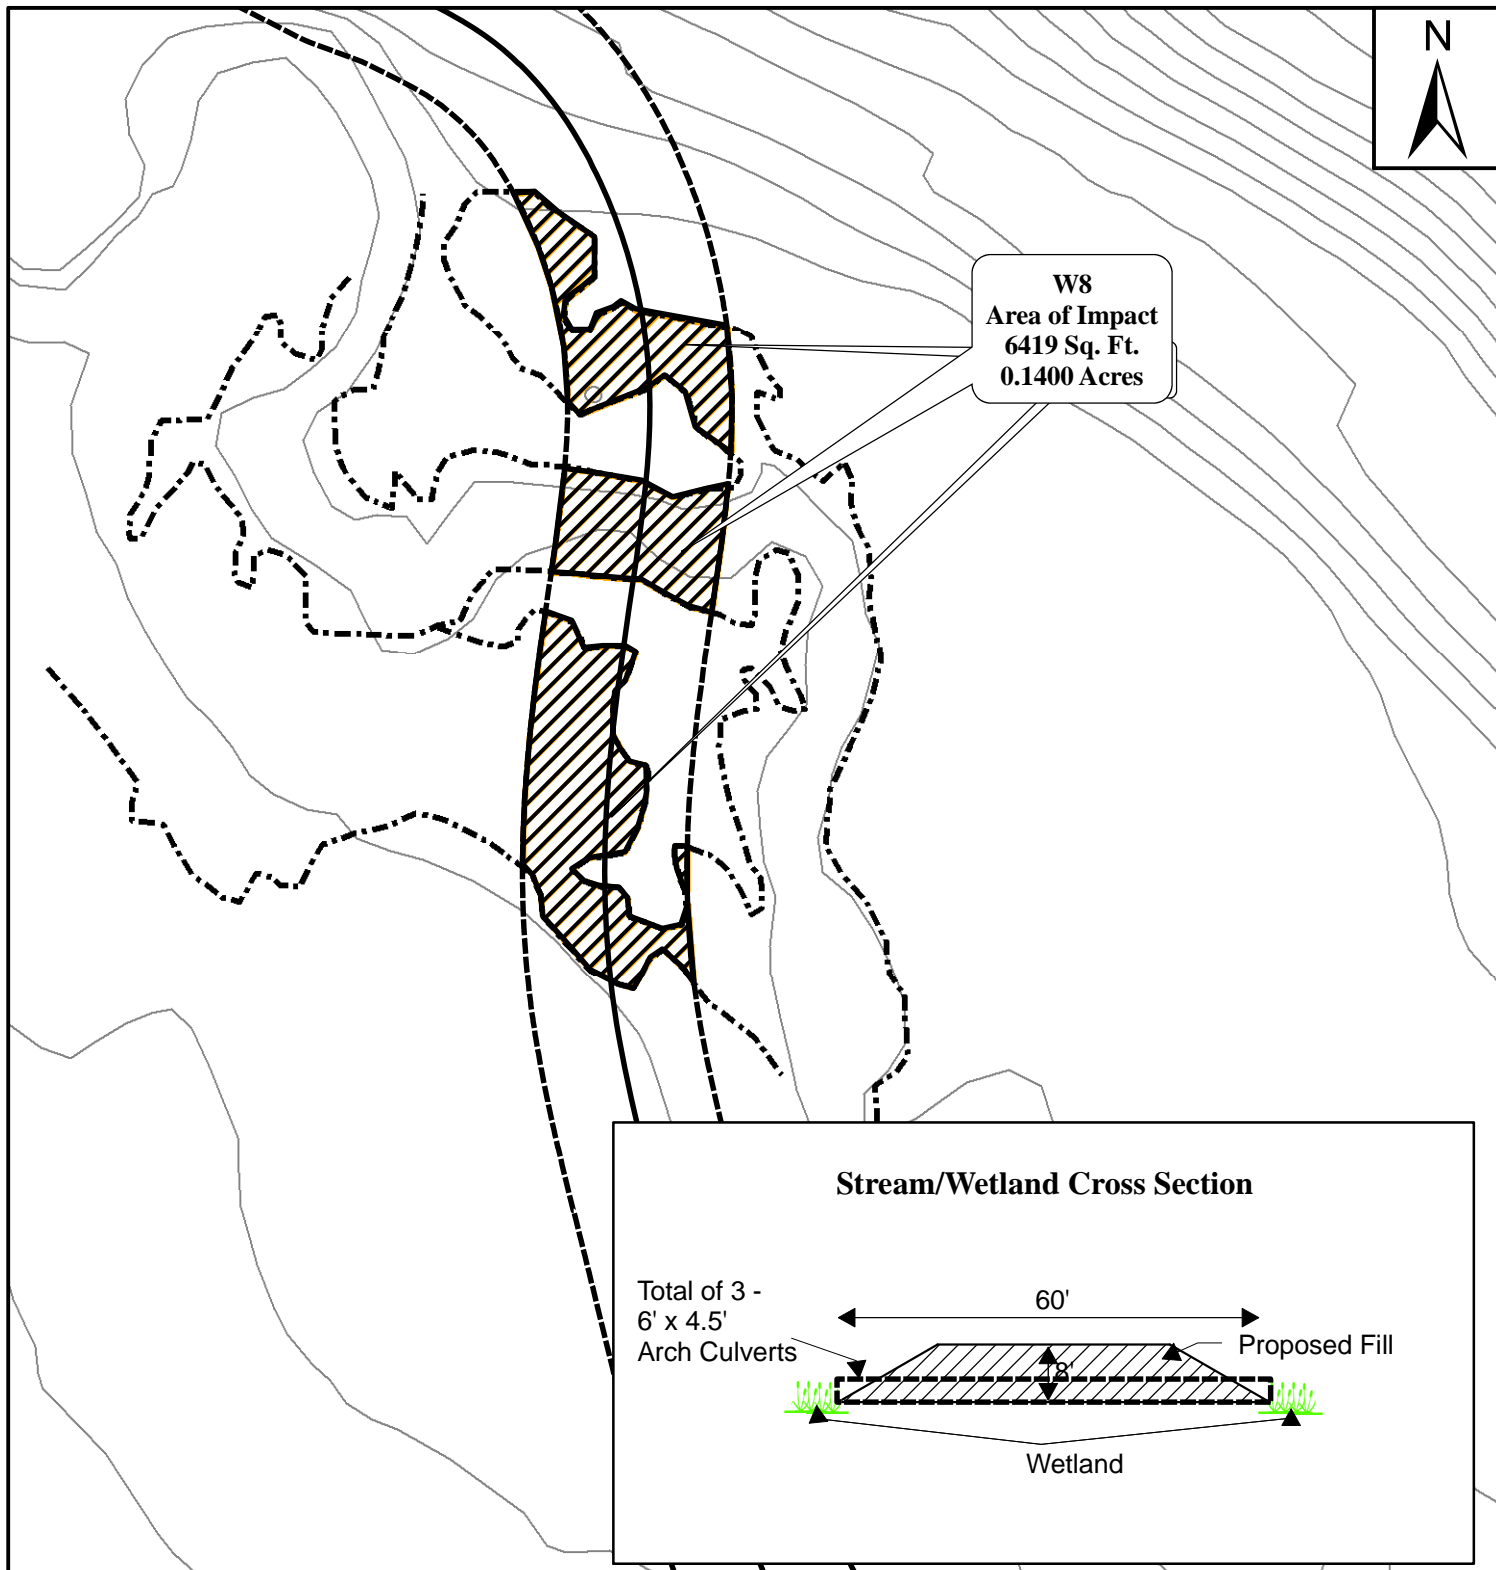 N
W8
Area of Impact
6419 Sq. Ft.
0.1400 Acres
Stream/Wetland Cross Section
Total of 3 -
6' x 4.5'
Arch Culverts
60'
Proposed Fill
8'
Wetland